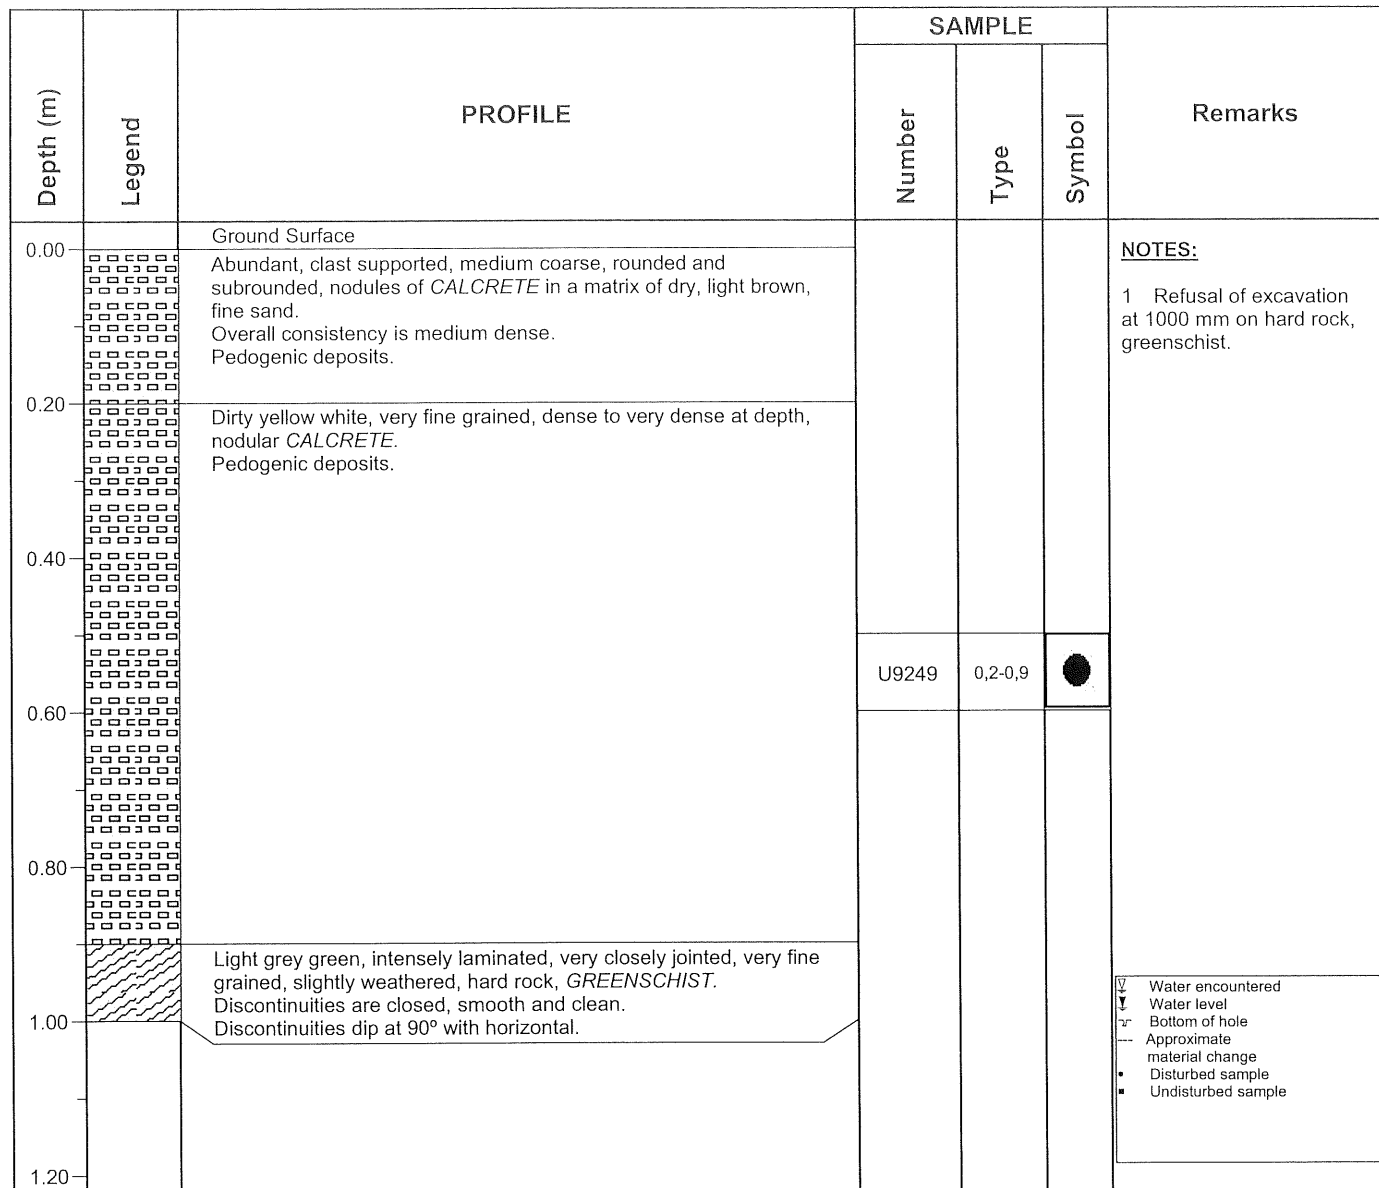 SAMPLE
Depth (m)
Legend
PROFILE
Number
Type
Symbol
Remarks
Ground Surface
0.00
Abundant, clast supported, medium coarse, rounded and
subrounded, nodules of CALCRETE in a matrix of dry, light brown,
fine sand.
Overall consistency is medium dense.
Pedogenic deposits.
NOTES:
1 Refusal of excavation
at 1000 mm on hard rock,
greenschist.
0.20
Dirty yellow white, very fine grained, dense to very dense at depth,
nodular CALCRETE.
Pedogenic deposits.
0.40
U9249
0,2-0,9
0.60
0.80
Light grey green, intensely laminated, very closely jointed, very fine
grained, slightly weathered, hard rock, GREENSCHIST.
Discontinuities are closed, smooth and clean.
Discontinuities dip at 90º with horizontal.
1.00
Water encountered
Water level
Bottom of hole
Approximate
material change
Disturbed sample
Undisturbed sample
1.20